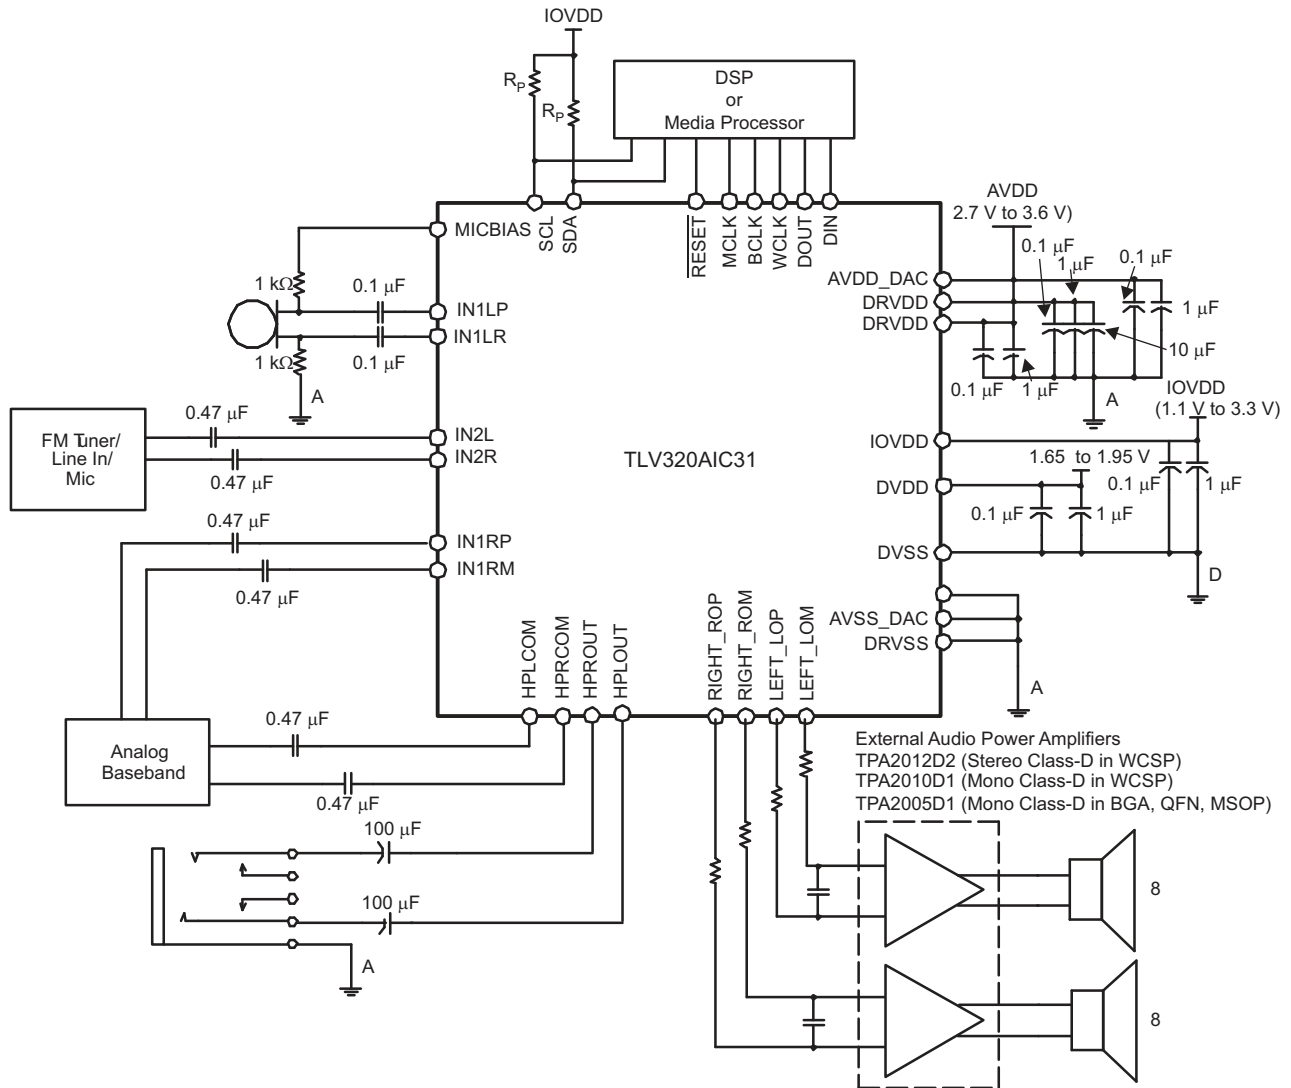 IOVDD
RP
RP
DSP
or
Media Processor
SCL
SDA
RESET
MCLK
BCLK
WCLK
DOUT
DIN
AVDD
2.7 V to 3.6 V)
0.1 µF
1 µF
0.1 µF
1 µF
10 µF
0.1 µF
1 µF
A
MICBIAS
1 kΩ
0.1 µF
IN1LP
IN1LR
1 kΩ
0.1 µF
A
AVDD_DAC
DRVDD
DRVDD
IOVDD
(1.1 V to 3.3 V)
FM Tuner/
Line In/
Mic
0.47 µF
IN2L
IN2R
0.47 µF
TLV320AIC31
IOVDD
1.65 to 1.95 V
0.1 µF
1 µF
DVDD
0.1 µF
1 µF
DVSS
D
0.47 µF
IN1RP
IN1RM
0.47 µF
AVSS_DAC
DRVSS
A
HPLCOM
HPRCOM
HPROUT
HPLOUT
RIGHT_ROP
RIGHT_ROM
LEFT_LOP
LEFT_LOM
Analog
Baseband
0.47 µF
0.47 µF
100 µF
100 µF
A
External Audio Power Amplifiers
TPA2012D2 (Stereo Class-D in WCSP)
TPA2010D1 (Mono Class-D in WCSP)
TPA2005D1 (Mono Class-D in BGA, QFN, MSOP)
8
8